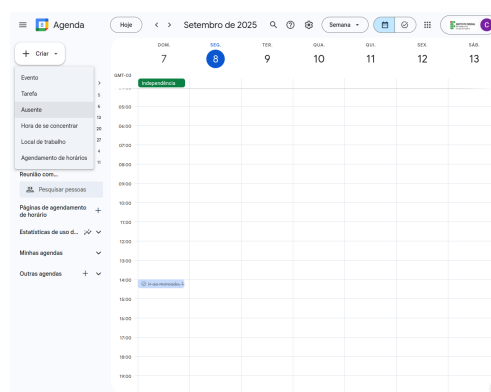 Agenda
Hoje
Setembro de 2025
Semana
Criar
Evento
Tarefa
Ausente
Hora de se concentrar
Local de trabalho
Agendamento de horários
Reunião com...
Pesquisar pessoas
Páginas de agendamento
de horário
Estatísticas de uso d...
Minhas agendas
Outras agendas
DOM. SEG. TER. QUA. QUI. SEX. SÁB.
7 8 9 10 11 12 13
GMT-03
Independência
05:00
06:00
07:00
08:00
09:00
10:00
11:00
12:00
13:00
14:00
15:00
16:00
17:00
18:00
19:00